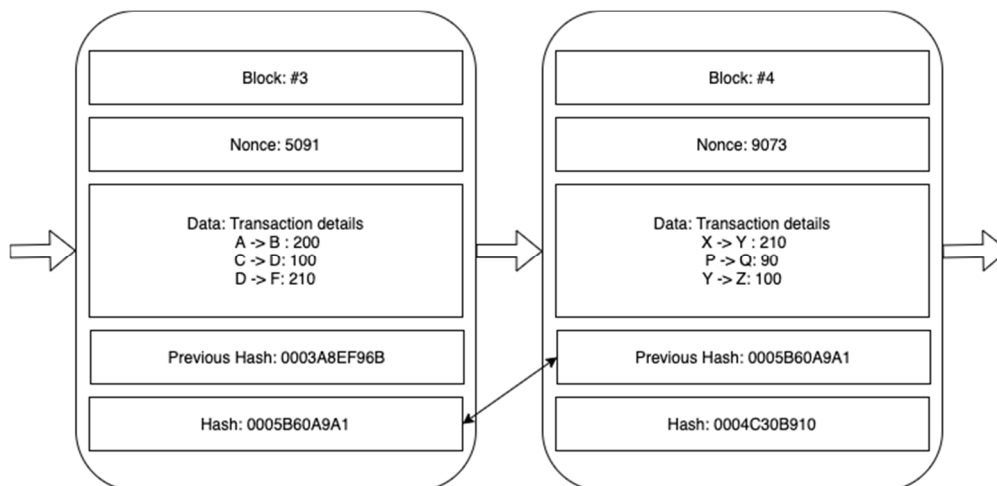 Block: #3
Nonce: 5091
Data: Transaction details
A -> B : 200
C -> D: 100
D -> F: 210
Previous Hash: 0003A8EF96B
Hash: 0005B60A9A1
Block: #4
Nonce: 9073
Data: Transaction details
X -> Y : 210
P -> Q: 90
Y -> Z: 100
Previous Hash: 0005B60A9A1
Hash: 0004C30B910